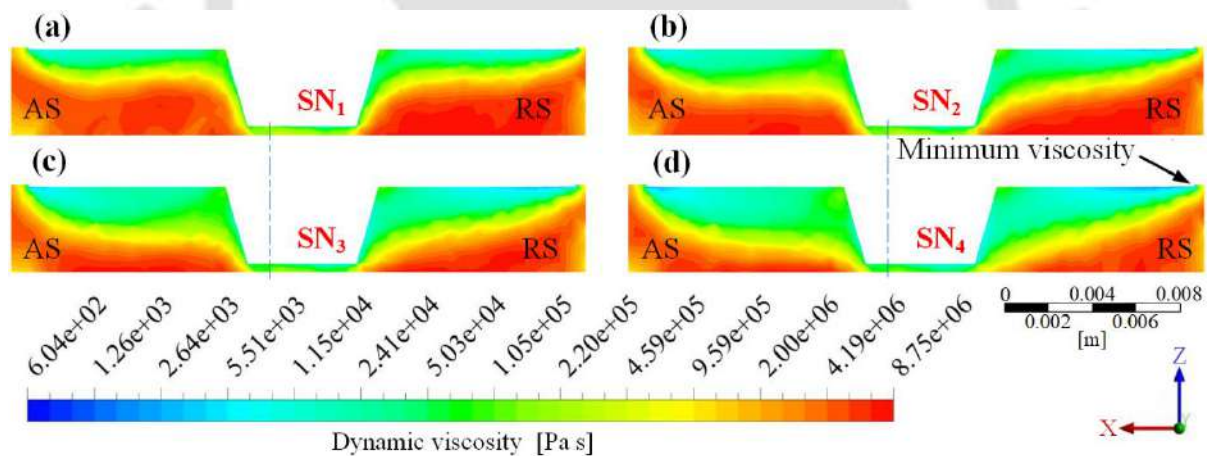 (a)
(b)
AS
SN1
RS
AS
SN2
RS
(c)
(d)
Minimum viscosity
AS
SN3
RS
AS
SN4
RS
6.04e+02
1.26e+03
2.64e+03
5.51e+03
1.15e+04
2.41e+04
5.03e+04
1.05e+05
2.20e+05
4.59e+05
9.59e+05
2.00e+06
4.19e+06
8.75e+06
0 0.004 0.008
0.002 0.006
[m]
Dynamic viscosity [Pa s]
Z
X
Y